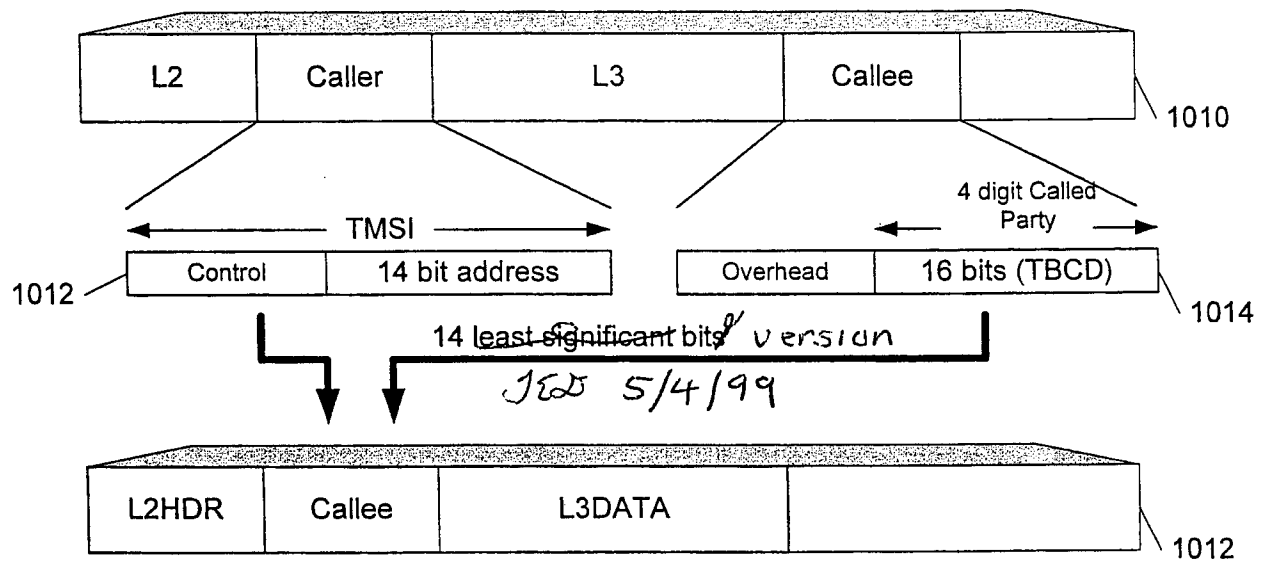 L2 Caller L3 Callee
1010
4 digit Called
Party
TMSI
Control 14 bit address Overhead 16 bits (TBCD)
1012
1014
14 least significant bits version
JED 5/4/99
L2HDR Callee L3DATA
1012